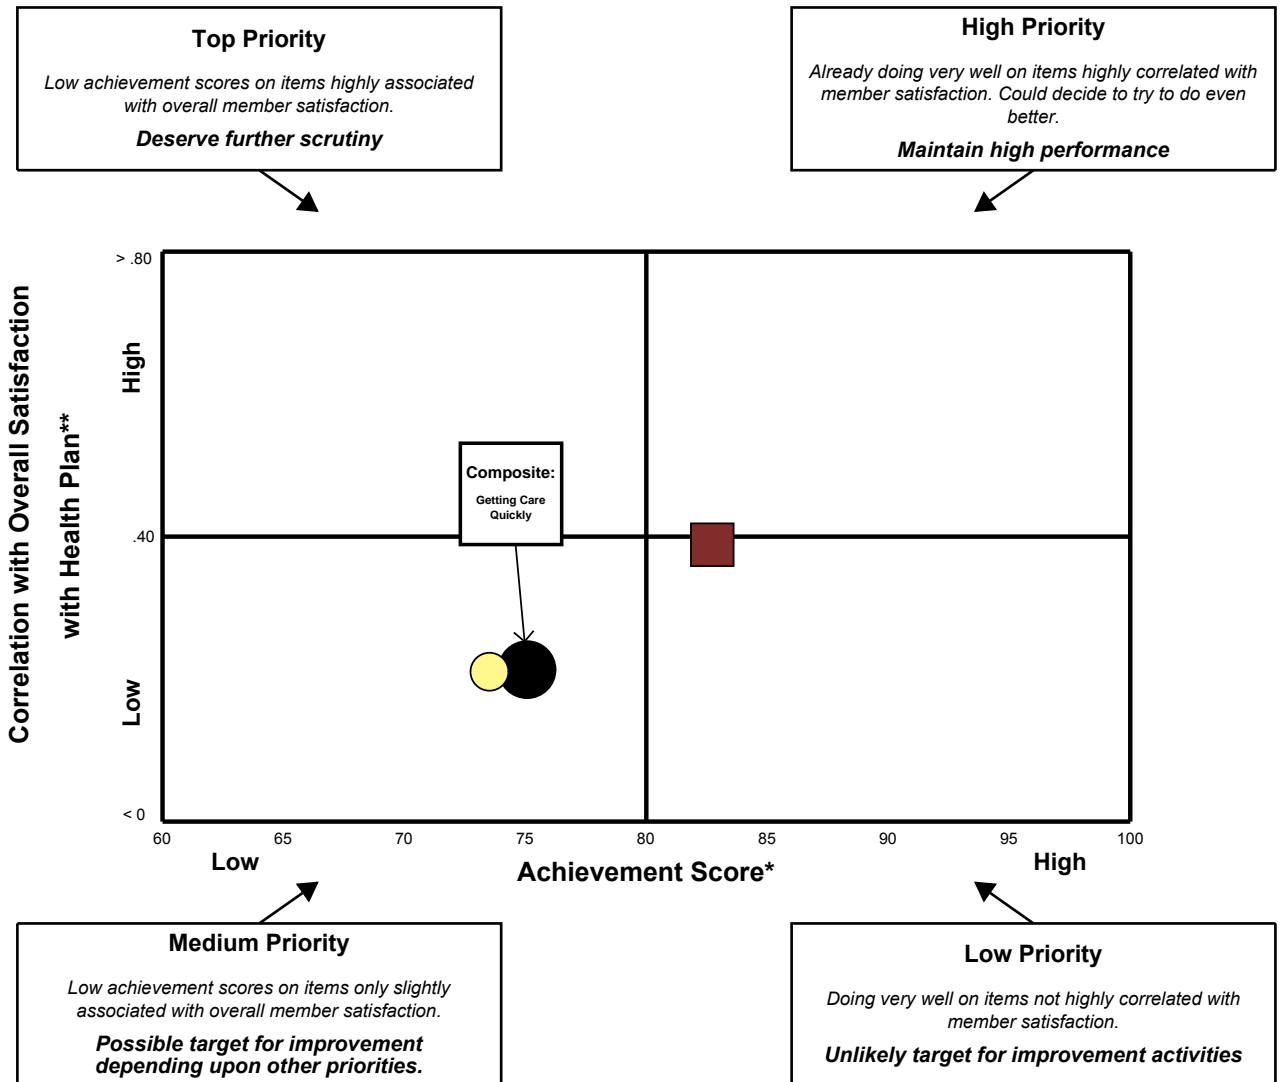 Top Priority
Low achievement scores on items highly associated
with overall member satisfaction.
Deserve further scrutiny
High Priority
Already doing very well on items highly correlated with
member satisfaction. Could decide to try to do even
better.
Maintain high performance
Correlation with Overall Satisfaction
with Health Plan**
> .80
High
.40
Low
< 0
Composite:
Getting Care
Quickly
60 65 70 75 80 85 90 95 100
Low
Achievement Score*
High
Medium Priority
Low achievement scores on items only slightly
associated with overall member satisfaction.
Possible target for improvement
depending upon other priorities.
Low Priority
Doing very well on items not highly correlated with
member satisfaction.
Unlikely target for improvement activities